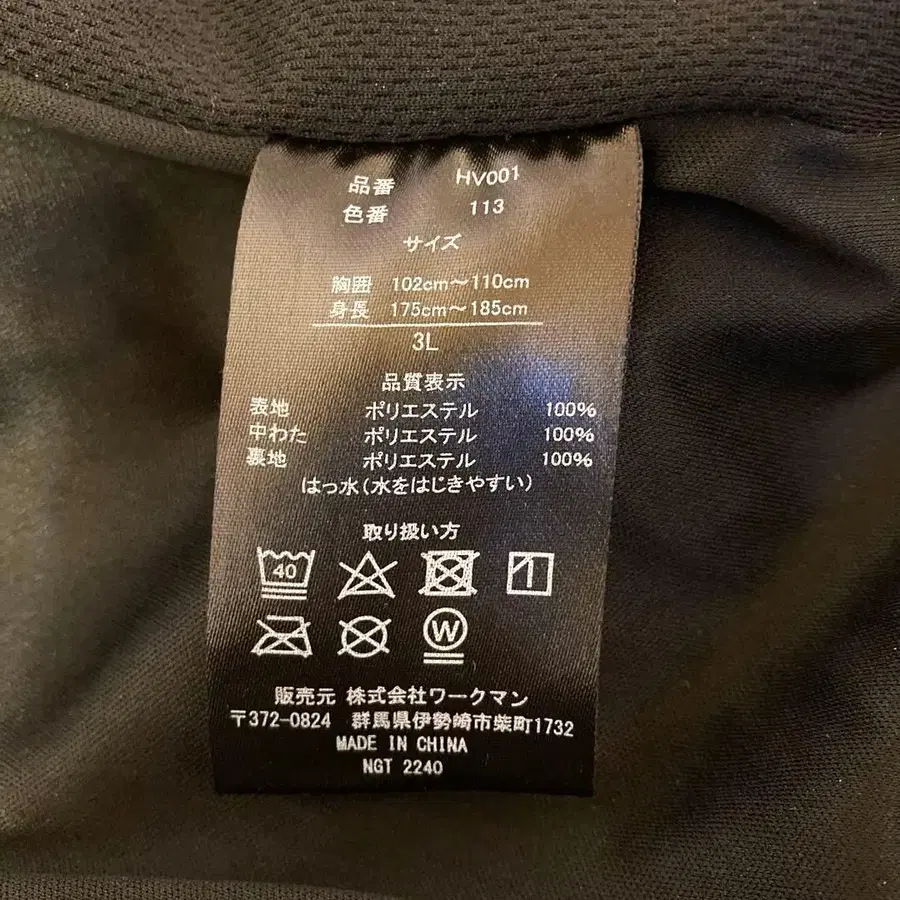 品番 HV001
色番 113
サイズ
胸囲 102cm～110cm
身長 175cm～185cm
3L
品質表示
表地 ポリエステル 100%
中わた ポリエステル 100%
裏地 ポリエステル 100%
はっ水(水をはじきやすい)
取り扱い方
40
W
販売元 株式会社ワークマン
〒372-0824 群馬県伊勢崎市柴町1732
MADE IN CHINA
NGT 2240